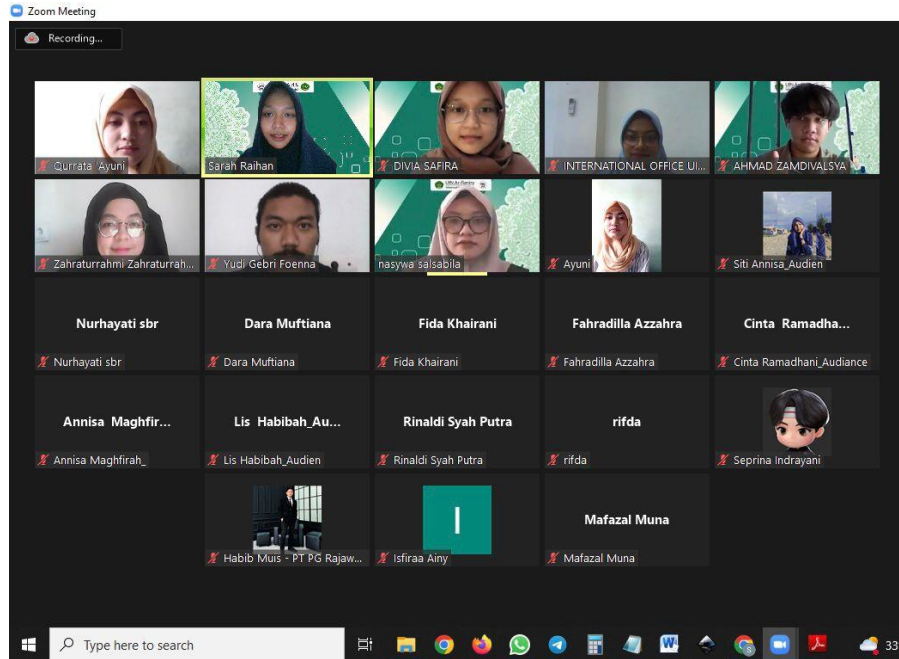 Zoom Meeting
Recording...
Qurrata 'Ayuni
Sarah Raihan
DIVIA SAFIRA
INTERNATIONAL OFFICE UI...
AHMAD ZAMDIVALSYA
Zahraturrahmi Zahraturrah...
Yudi Gebri Foenna
nasywa salsabila
Ayuni
Siti Annisa_Audien
Nurhayati sbr
Dara Muftiana
Fida Khairani
Fahradilla Azzahra
Cinta Ramadha...
Nurhayati sbr
Dara Muftiana
Fida Khairani
Fahradilla Azzahra
Cinta Ramadhani_Audiance
Annisa Maghfir...
Lis Habibah_Au...
Rinaldi Syah Putra
rifda
Annisa Maghfirah_
Lis Habibah_Audien
Rinaldi Syah Putra
rifda
Seprina Indrayani
I
Mafazal Muna
Habib Muis - PT PG Rajaw...
Isfiraa Ainy
Mafazal Muna
Type here to search
W
S
33